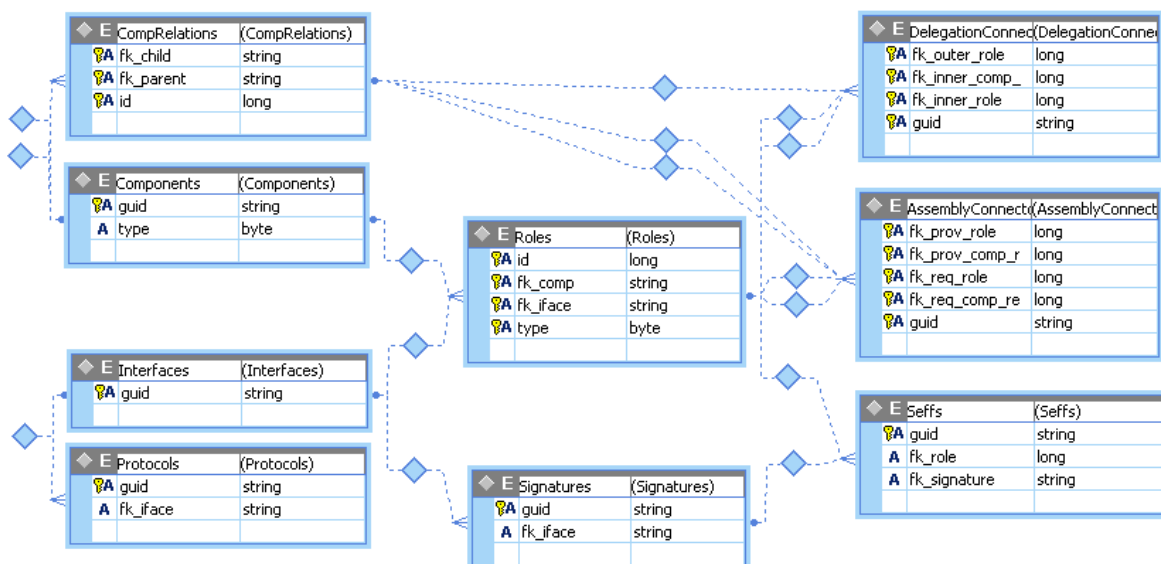 E CompRelations (CompRelations)
A fk_child string
A fk_parent string
A id long
E Components (Components)
A guid string
A type byte
E Interfaces (Interfaces)
A guid string
E Protocols (Protocols)
A guid string
A fk_iface string
E Roles (Roles)
A id long
A fk_comp string
A fk_iface string
A type byte
E Signatures (Signatures)
A guid string
A fk_iface string
E DelegationConnec (DelegationConnec
A fk_outer_role long
A fk_inner_comp_ long
A fk_inner_role long
A guid string
E AssemblyConnecto (AssemblyConnect
A fk_prov_role long
A fk_prov_comp_r long
A fk_req_role long
A fk_req_comp_re long
A guid string
E Seffs (Seffs)
A guid string
A fk_role long
A fk_signature string